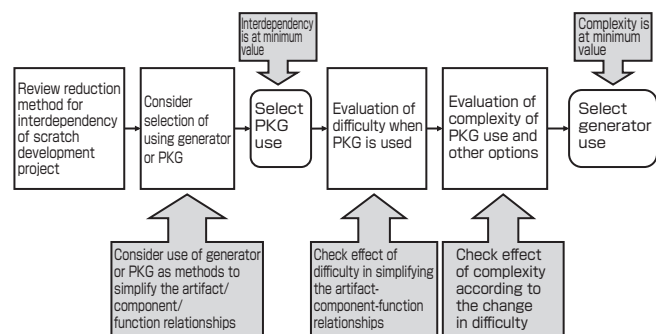 Interdependency
is at minimum
value
Complexity is
at minimum
value
Review reduction
method for
interdependency
of scratch
development
project
Consider
selection of
using generator
or PKG
Select
PKG
use
Evaluation of
difficulty when
PKG is used
Evaluation of
complexity of
PKG use and
other options
Select
generator
use
Consider use of generator
or PKG as methods to
simplify the artifact/
component/
function relationships
Check effect of
difficulty in simplifying
the artifact-
component-function
relationships
Check effect
of complexity
according to
the change
in difficulty